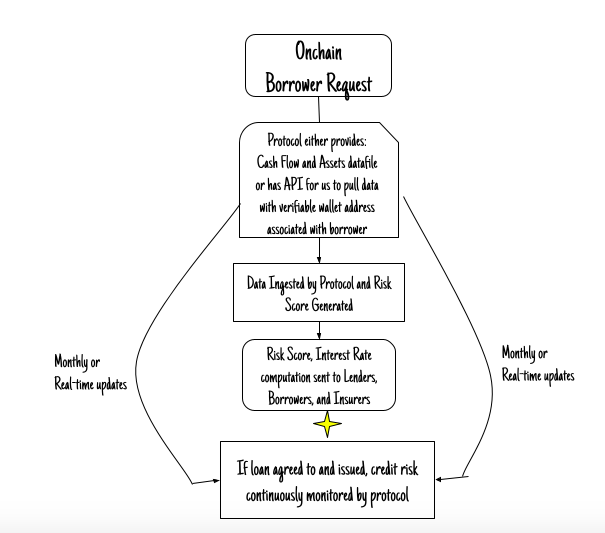 Onchain
Borrower Request
Protocol either provides:
Cash Flow and Assets datafile
or has API for us to pull data
with verifiable wallet address
associated with borrower
Data Ingested by Protocol and Risk
Score Generated
Risk Score, Interest Rate
computation sent to Lenders,
Borrowers, and Insurers
Monthly or
Real-time updates
Monthly or
Real-time updates
If loan agreed to and issued, credit risk
continuously monitored by protocol